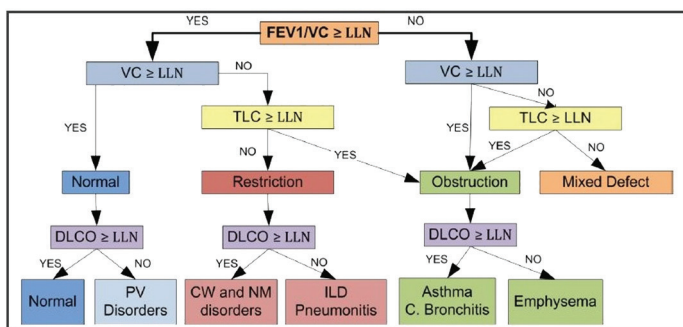 YES
FEV1/VC ≥ LLN
NO
VC ≥ LLN
NO
VC ≥ LLN
NO
TLC ≥ LLN
TLC ≥ LLN
YES
NO
YES
YES
YES
NO
Normal
Restriction
Obstruction
Mixed Defect
DLCO ≥ LLN
DLCO ≥ LLN
DLCO ≥ LLN
YES
NO
YES
NO
YES
NO
Normal
PV
Disorders
CW and NM
disorders
ILD
Pneumonitis
Asthma
C. Bronchitis
Emphysema